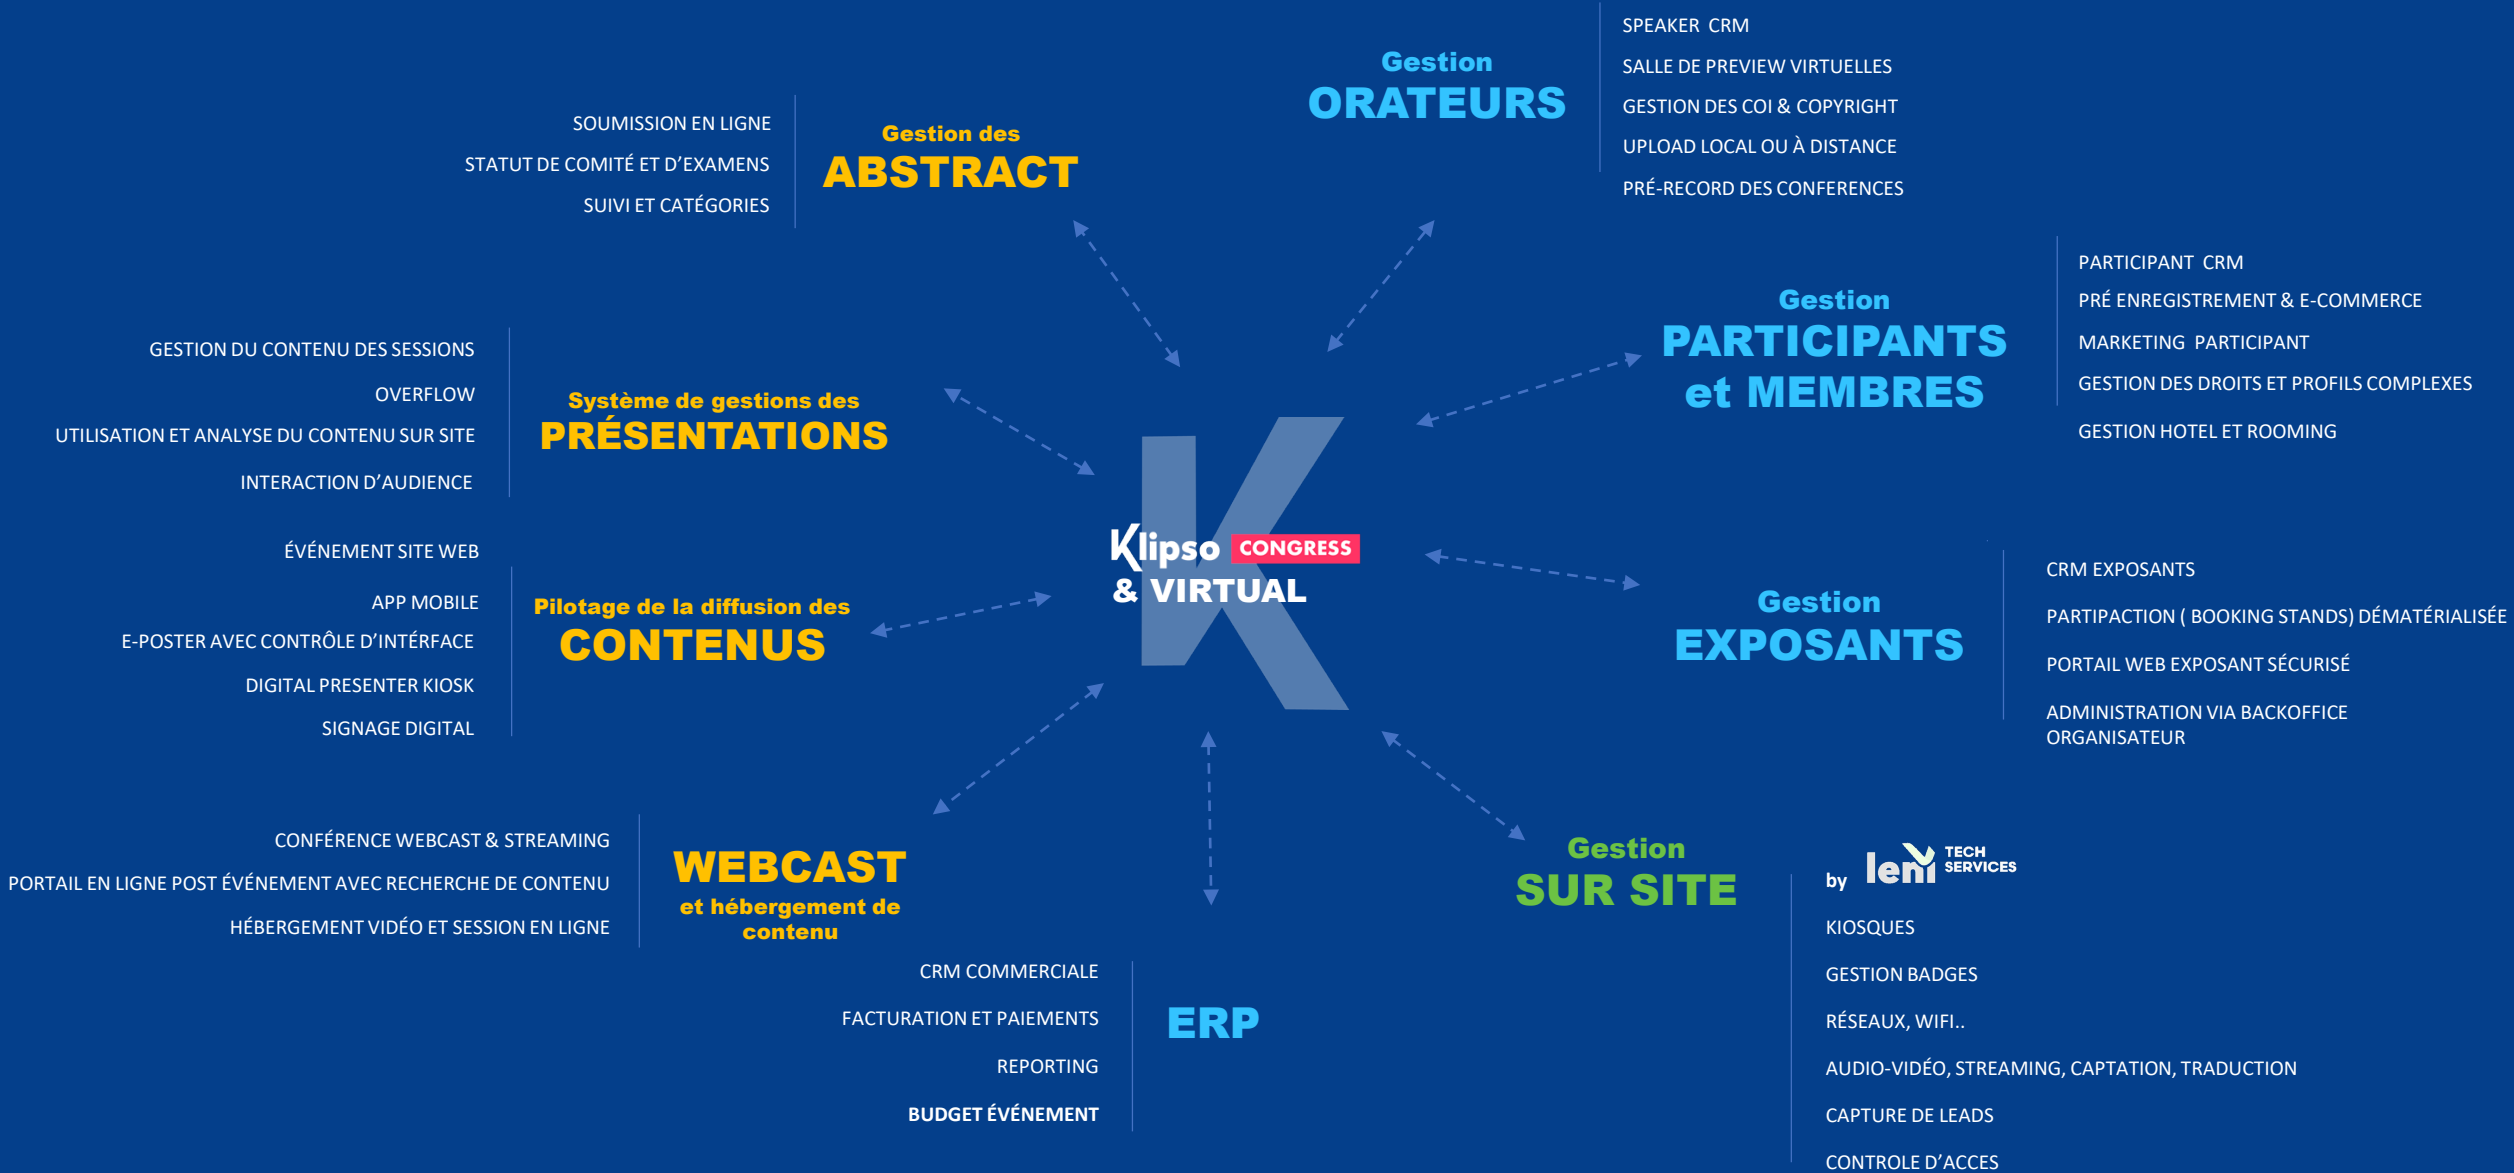 SPEAKER CRM
SALLE DE PREVIEW VIRTUELLES
GESTION DES COI & COPYRIGHT
UPLOAD LOCAL OU À DISTANCE
PRÉ-RECORD DES CONFERENCES
Gestion
ORATEURS
SOUMISSION EN LIGNE
STATUT DE COMITÉ ET D’EXAMENS
SUIVI ET CATÉGORIES
Gestion des
ABSTRACT
PARTICIPANT CRM
PRÉ ENREGISTREMENT & E-COMMERCE
MARKETING PARTICIPANT
GESTION DES DROITS ET PROFILS COMPLEXES
GESTION HOTEL ET ROOMING
Gestion
PARTICIPANTS
et MEMBRES
GESTION DU CONTENU DES SESSIONS
OVERFLOW
UTILISATION ET ANALYSE DU CONTENU SUR SITE
INTERACTION D’AUDIENCE
Système de gestions des
PRÉSENTATIONS
K
Klipso CONGRESS
& VIRTUAL
ÉVÉNEMENT SITE WEB
APP MOBILE
E-POSTER AVEC CONTRÔLE D’INTÉRFACE
DIGITAL PRESENTER KIOSK
SIGNAGE DIGITAL
Pilotage de la diffusion des
CONTENUS
Gestion
EXPOSANTS
CRM EXPOSANTS
PARTIPACTION ( BOOKING STANDS) DÉMATÉRIALISÉE
PORTAIL WEB EXPOSANT SÉCURISÉ
ADMINISTRATION VIA BACKOFFICE
ORGANISATEUR
CONFÉRENCE WEBCAST & STREAMING
PORTAIL EN LIGNE POST ÉVÉNEMENT AVEC RECHERCHE DE CONTENU
HÉBERGEMENT VIDÉO ET SESSION EN LIGNE
WEBCAST
et hébergement de
contenu
Gestion
SUR SITE
by leni TECH
SERVICES
KIOSQUES
GESTION BADGES
RÉSEAUX, WIFI..
AUDIO-VIDÉO, STREAMING, CAPTATION, TRADUCTION
CAPTURE DE LEADS
CONTROLE D’ACCES
CRM COMMERCIALE
FACTURATION ET PAIEMENTS
REPORTING
BUDGET ÉVÉNEMENT
ERP